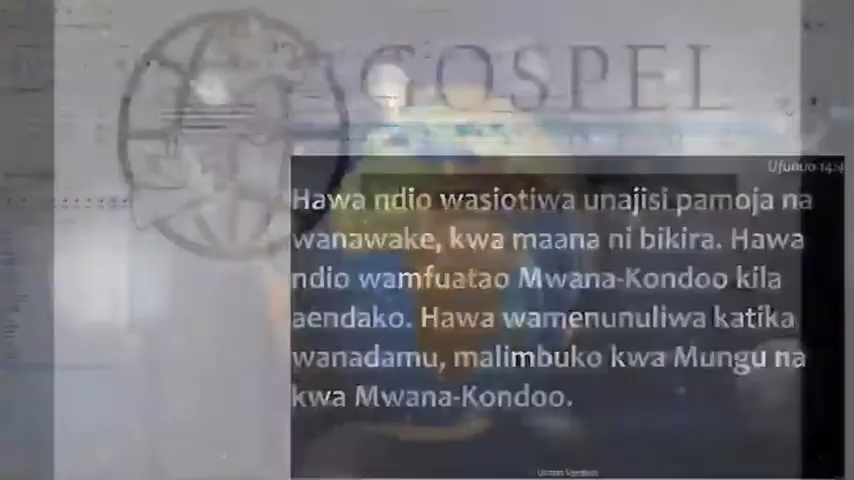 GOSPEL
Ufunuo 14:4
Hawa ndio wasiotiwa unajisi pamoja na
wanawake, kwa maana ni bikira. Hawa
ndio wamfuatao Mwana-Kondoo kila
aendako. Hawa wamenunuliwa katika
wanadamu, malimbuko kwa Mungu na
kwa Mwana-Kondoo.